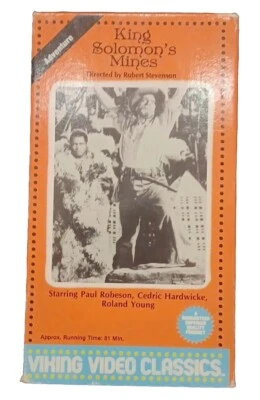 Adventure
King
Solomon's
Mines
Directed by Robert Stevenson
Starring Paul Robeson, Cedric Hardwicke,
Roland Young
Approx. Running Time: 81 Min.
VIKING VIDEO CLASSICS.